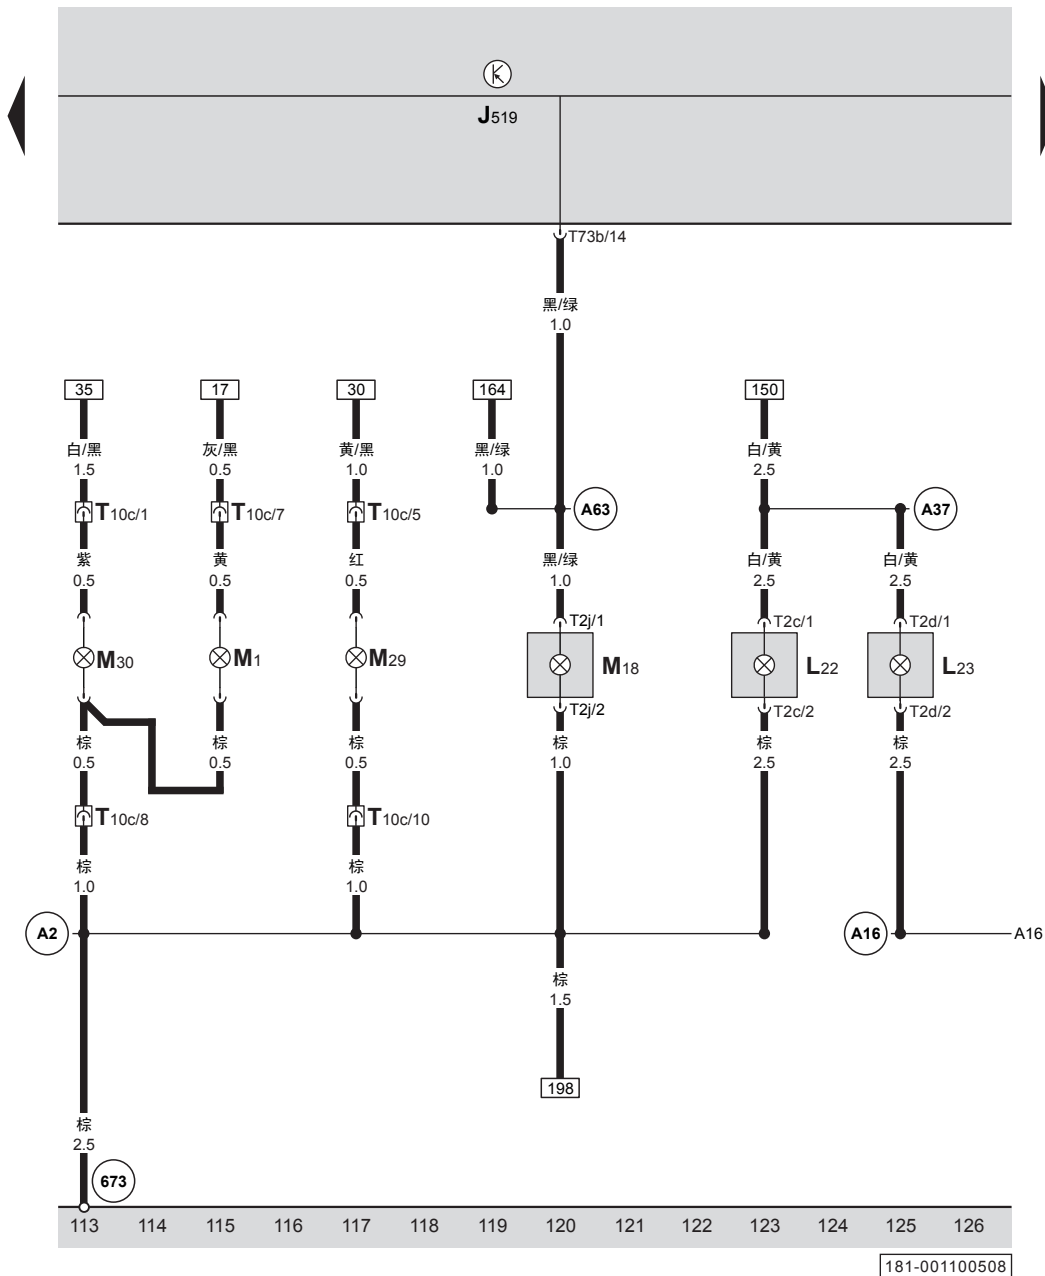 J519
T73b/14
黑/绿
1.0
35 17 30 164 150
白/黑 灰/黑 黄/黑 黑/绿 白/黄
1.5 0.5 1.0 1.0 2.5
T10c/1 T10c/7 T10c/5 A63 A37
紫 黄 红 黑/绿 白/黄 白/黄
0.5 0.5 0.5 1.0 2.5 2.5
T2j/1 T2c/1 T2d/1
M30 M1 M29 M18 L22 L23
T2j/2 T2c/2 T2d/2
棕 棕 棕 棕 棕 棕
0.5 0.5 0.5 1.0 2.5 2.5
T10c/8 T10c/10
棕 棕
1.0 1.0
A2 A16 A16
棕
1.5
198
棕
2.5
673
113 114 115 116 117 118 119 120 121 122 123 124 125 126
181-001100508